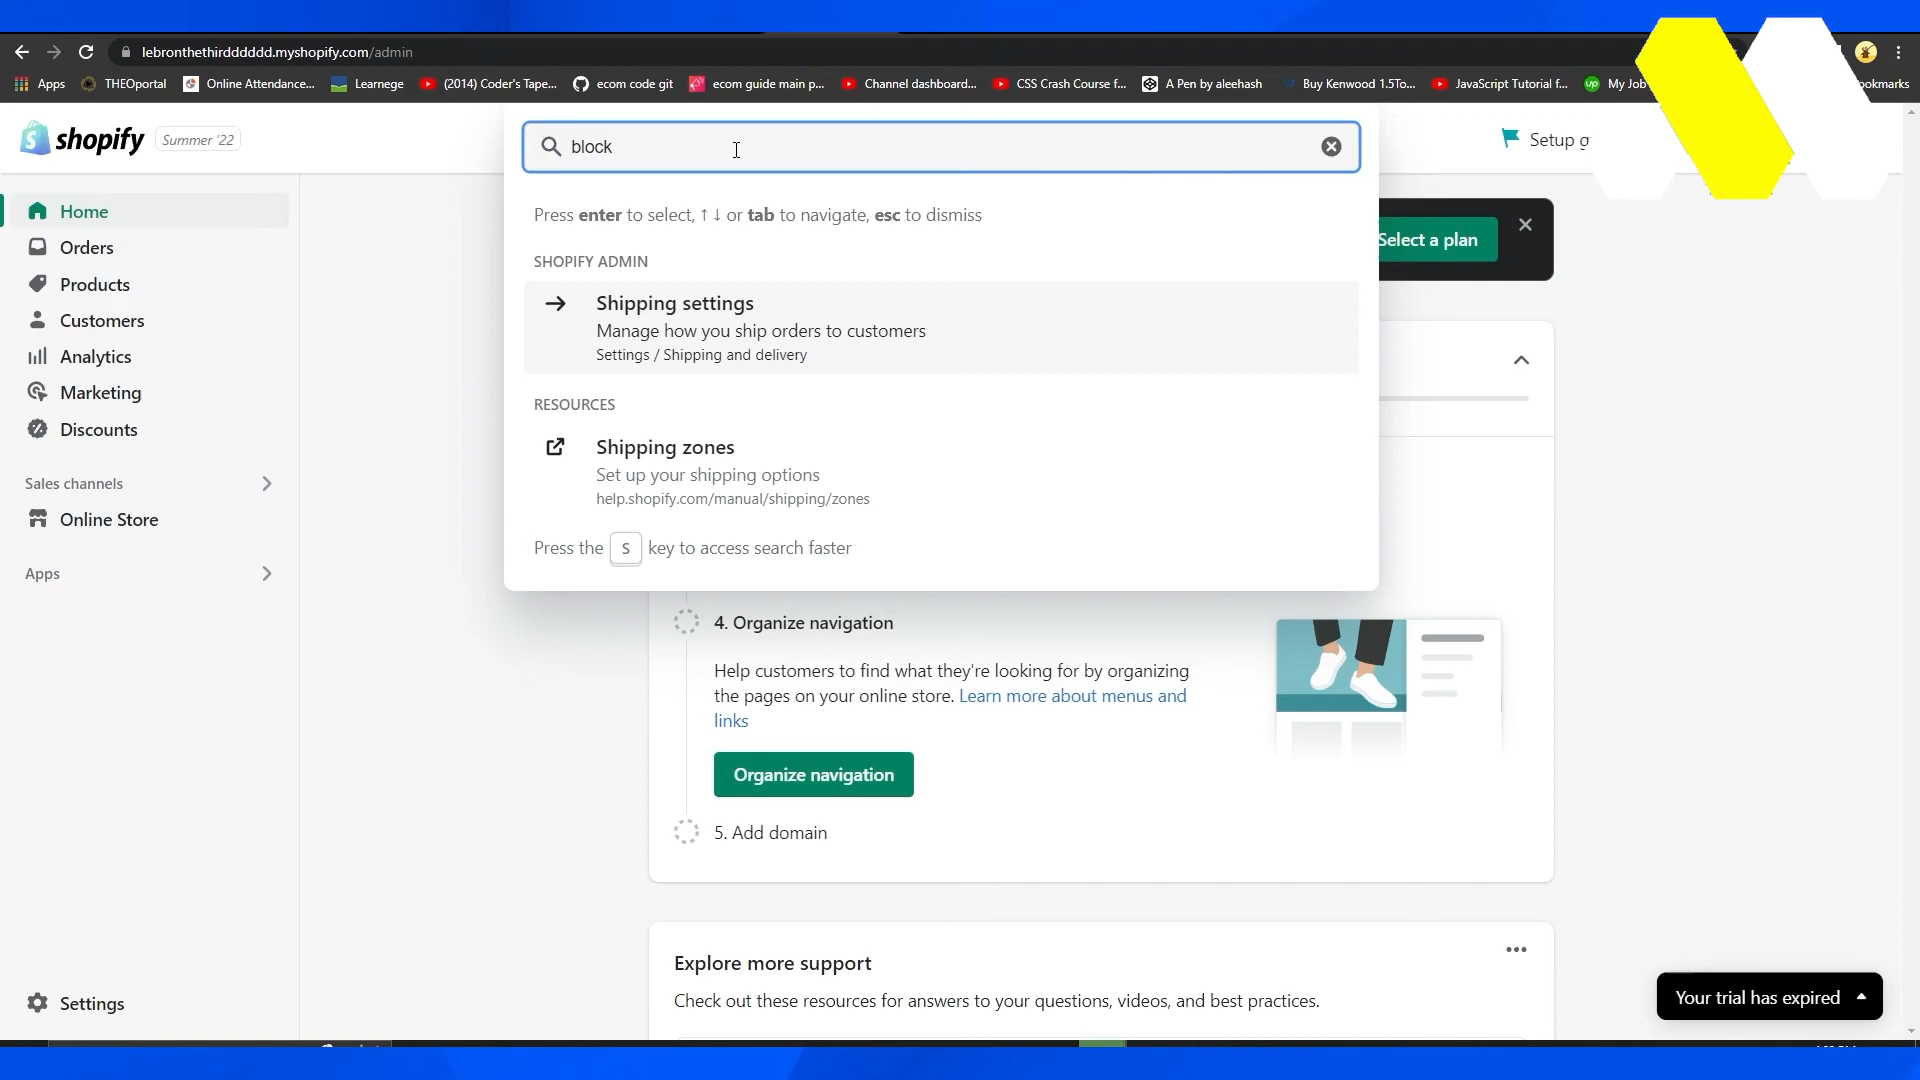 lebronthethirdddddd.myshopify.com/admin
Apps THEOportal Online Attendance... Learnege (2014) Coder's Tape... ecom code git ecom guide main p... Channel dashboard... CSS Crash Course f... A Pen by aleehash Buy Kenwood 1.5To... JavaScript Tutorial f... up My Job ookmarks
shopify Summer '22
block
Setup g
Press enter to select, ↑ ↓ or tab to navigate, esc to dismiss
Select a plan
SHOPIFY ADMIN
Shipping settings
Manage how you ship orders to customers
Settings / Shipping and delivery
RESOURCES
Shipping zones
Set up your shipping options
help.shopify.com/manual/shipping/zones
Press the S key to access search faster
Home
Orders
Products
Customers
Analytics
Marketing
Discounts
Sales channels
Online Store
Apps
Settings
4. Organize navigation
Help customers to find what they're looking for by organizing
the pages on your online store. Learn more about menus and
links
Organize navigation
5. Add domain
Explore more support
Check out these resources for answers to your questions, videos, and best practices.
Your trial has expired